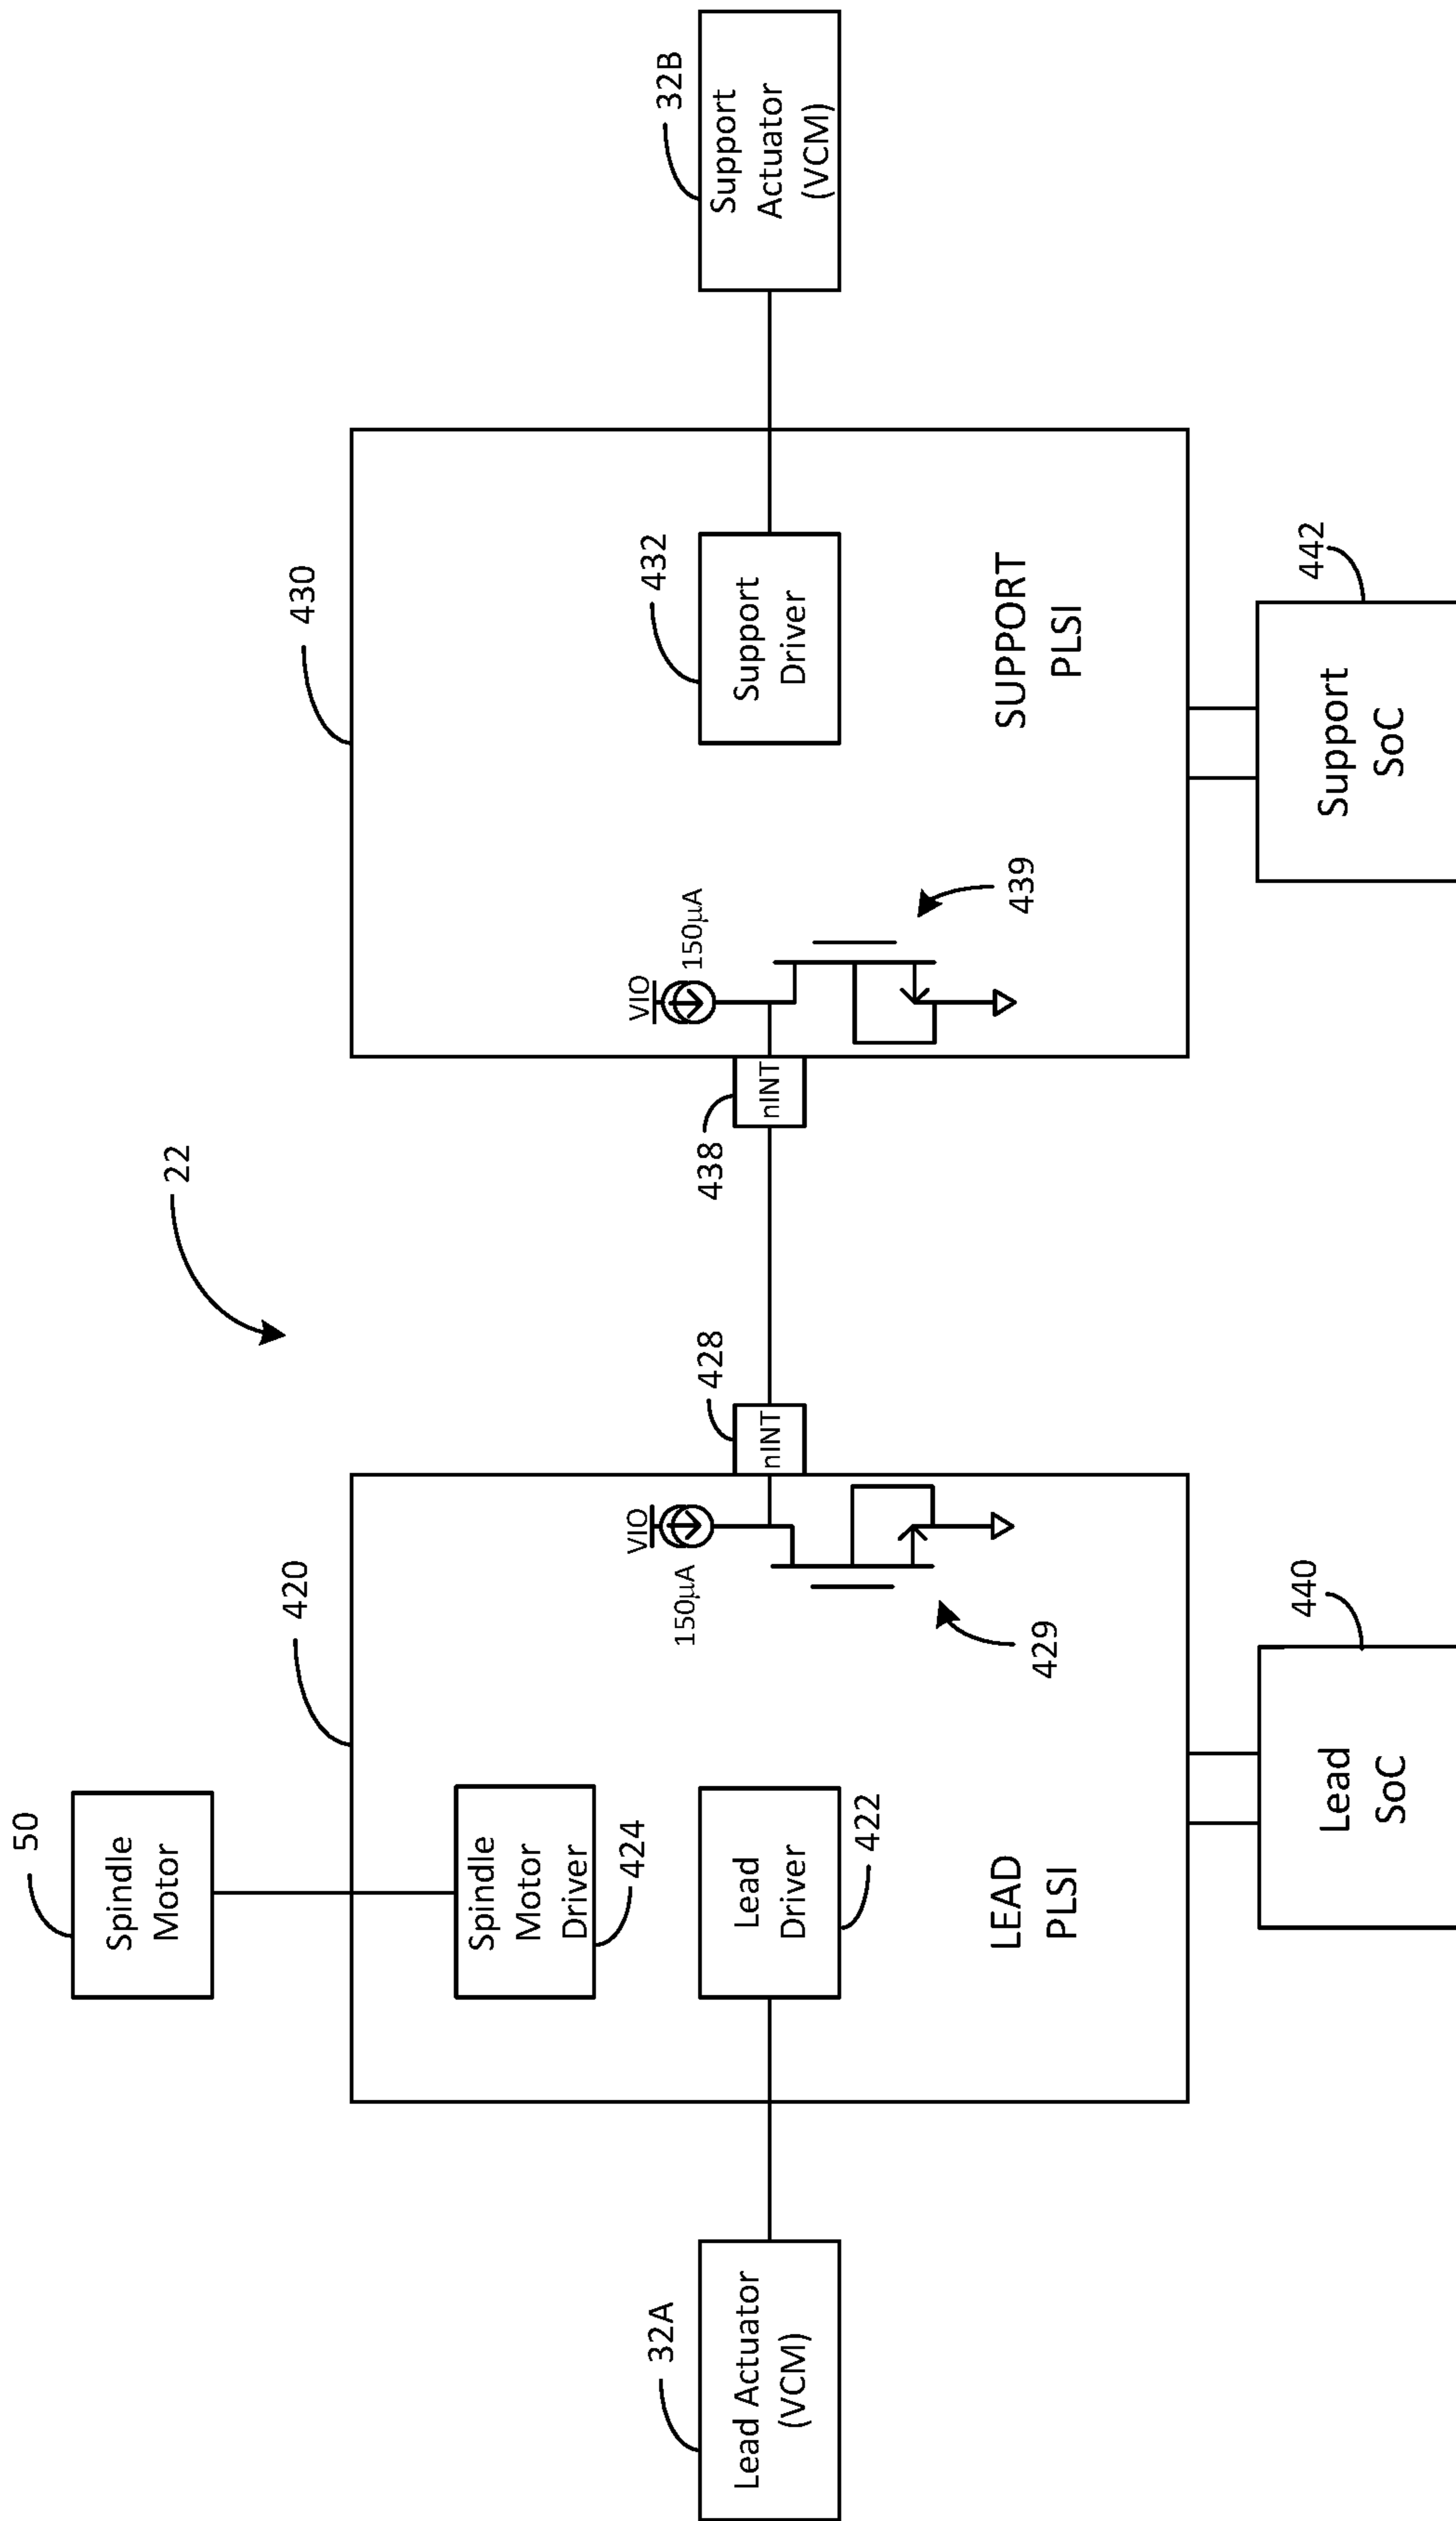 22
50
Spindle
Motor
420
430
Spindle
Motor
Driver
424
VIO
150µA
VIO
150µA
32A
Lead Actuator
(VCM)
Lead
Driver
422
428
nINT
438
nINT
432
Support
Driver
32B
Support
Actuator
(VCM)
429
439
LEAD
PLSI
SUPPORT
PLSI
440
Lead
SoC
442
Support
SoC